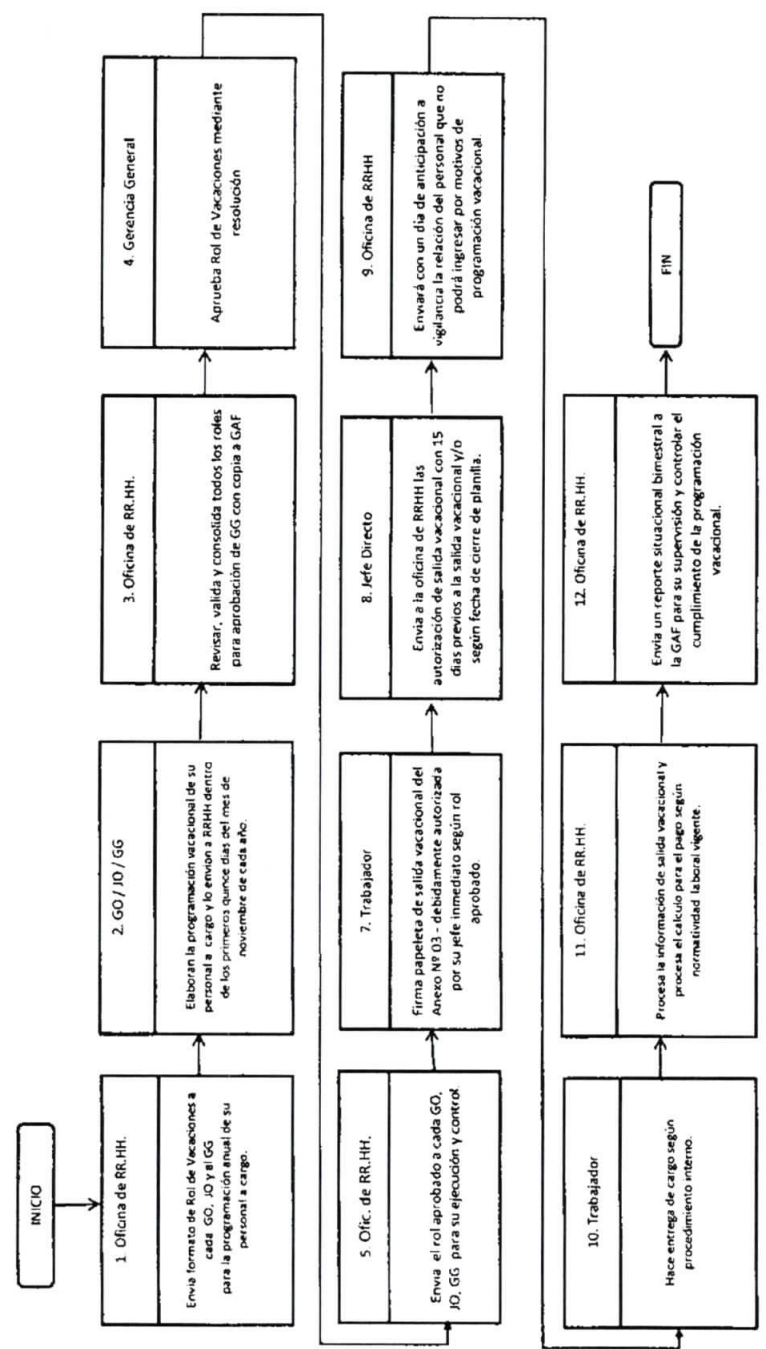 INICIO
1. Oficina de RR.HH.
Envia formato de Rol de Vacaciones a
cada GO, JO y al GG
para la programación anual de su
personal a cargo.
2. GO / JO / GG
Elaboran la programación vacacional de su
personal a cargo y lo envion a RRHH dentro
de los primeros quince dias del mes de
noviembre de cada año.
3. Oficina de RR.HH.
Revisar, valida y consolida todos los roles
para aprobación de GG con copia a GAF
4. Gerencia General
Aprueba Rol de Vacaciones mediante
resolución
5. Ofic. de RR.HH.
Envia el rol aprobado a cada GO,
JO, GG para su ejecución y control.
7. Trabajador
Firma papeleta de salida vacacional del
Anexo Nº 03 - debidamente autorizada
por su jefe inmediato según rol
aprobado.
8. Jefe Directo
Envia a la oficina de RRHH las
autorización de salida vacacional con 15
dias previos a la salida vacacional y/o
según fecha de cierre de planilla.
9. Oficina de RRHH
Enviará con un dia de anticipación a
vigilancia la relación del personal que no
podrá ingresar por motivos de
programación vacacional.
10. Trabajador
Hace entrega de cargo según
procedimiento interno.
11. Oficina de RR.HH.
Procesa la información de salida vacacional y
procesa el calculo para el pago según
normatividad laboral vigente.
12. Oficina de RR.HH.
Envia un reporte situacional bimestral a
la GAF para su supervisión y controlar el
cumplimiento de la programación
vacacional.
FIN